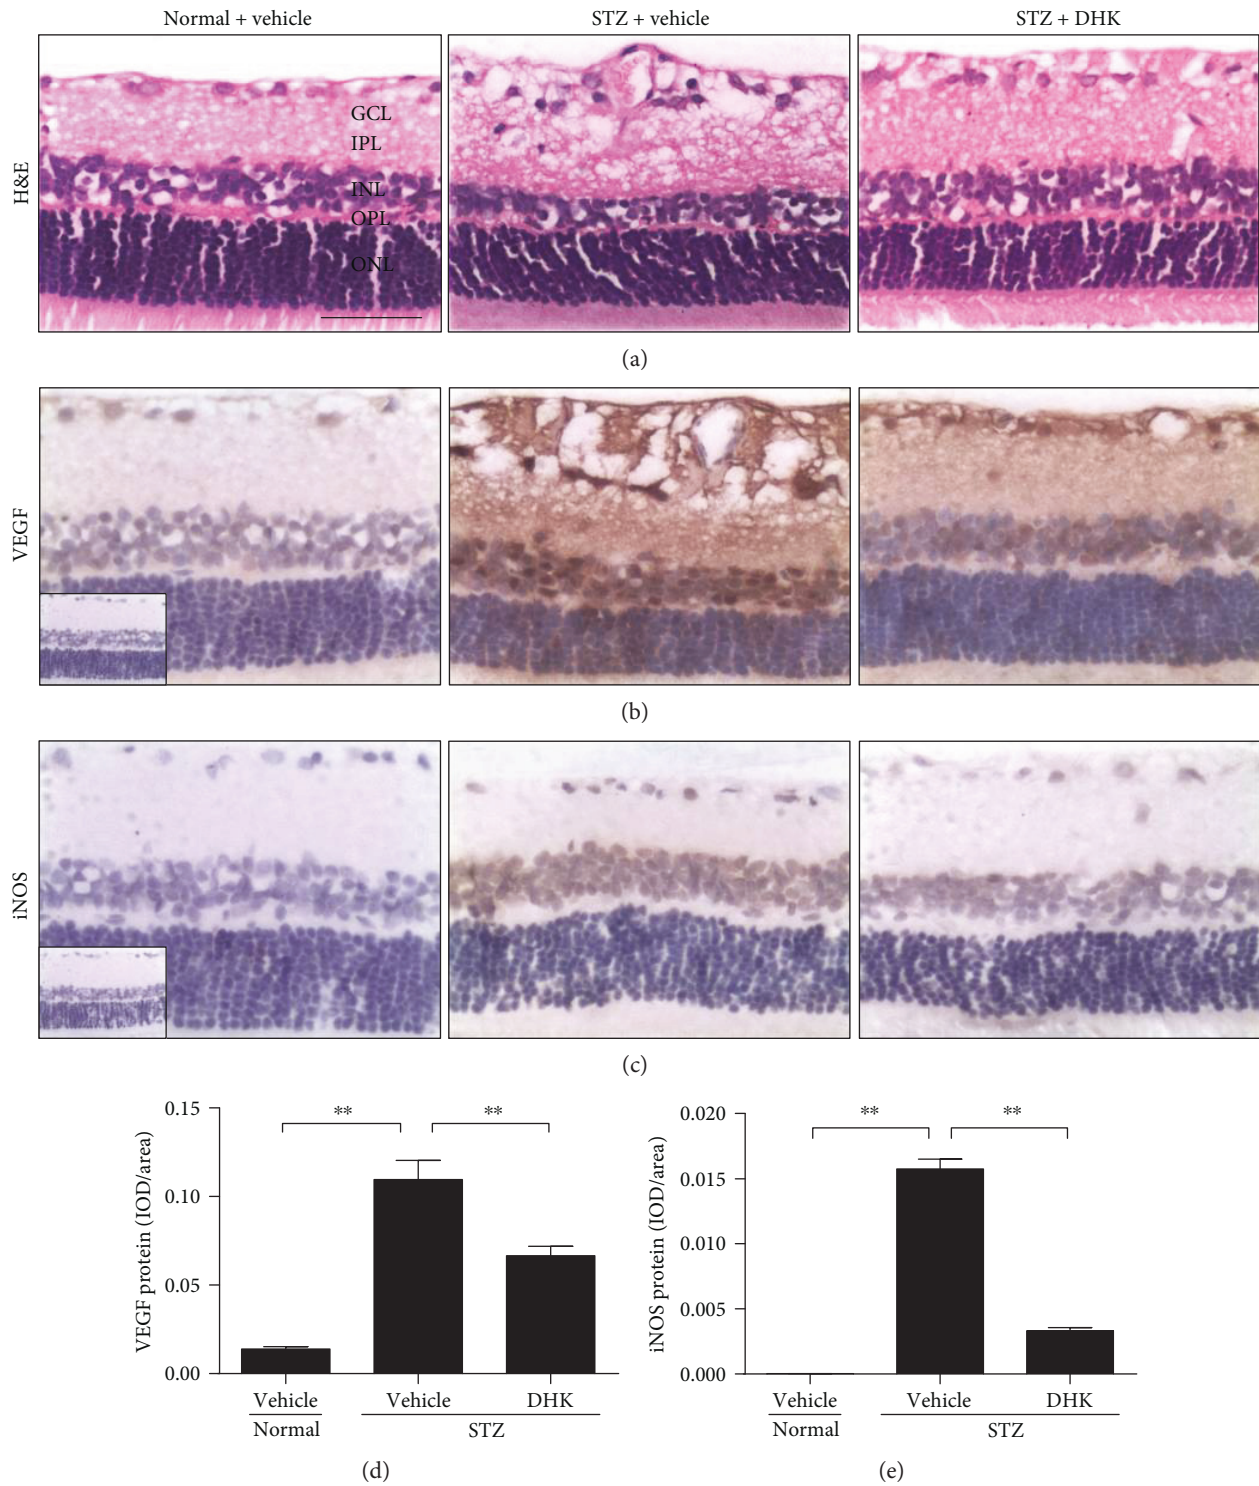 Normal + vehicle
STZ + vehicle
STZ + DHK
H&E
GCL
IPL
INL
OPL
ONL
(a)
VEGF
(b)
iNOS
(c)
VEGF protein (IOD/area)
0.15
0.10
0.05
0.00
**
**
Vehicle
Vehicle
DHK
Normal
STZ
(d)
iNOS protein (IOD/area)
0.020
0.015
0.010
0.005
0.000
**
**
Vehicle
Vehicle
DHK
Normal
STZ
(e)